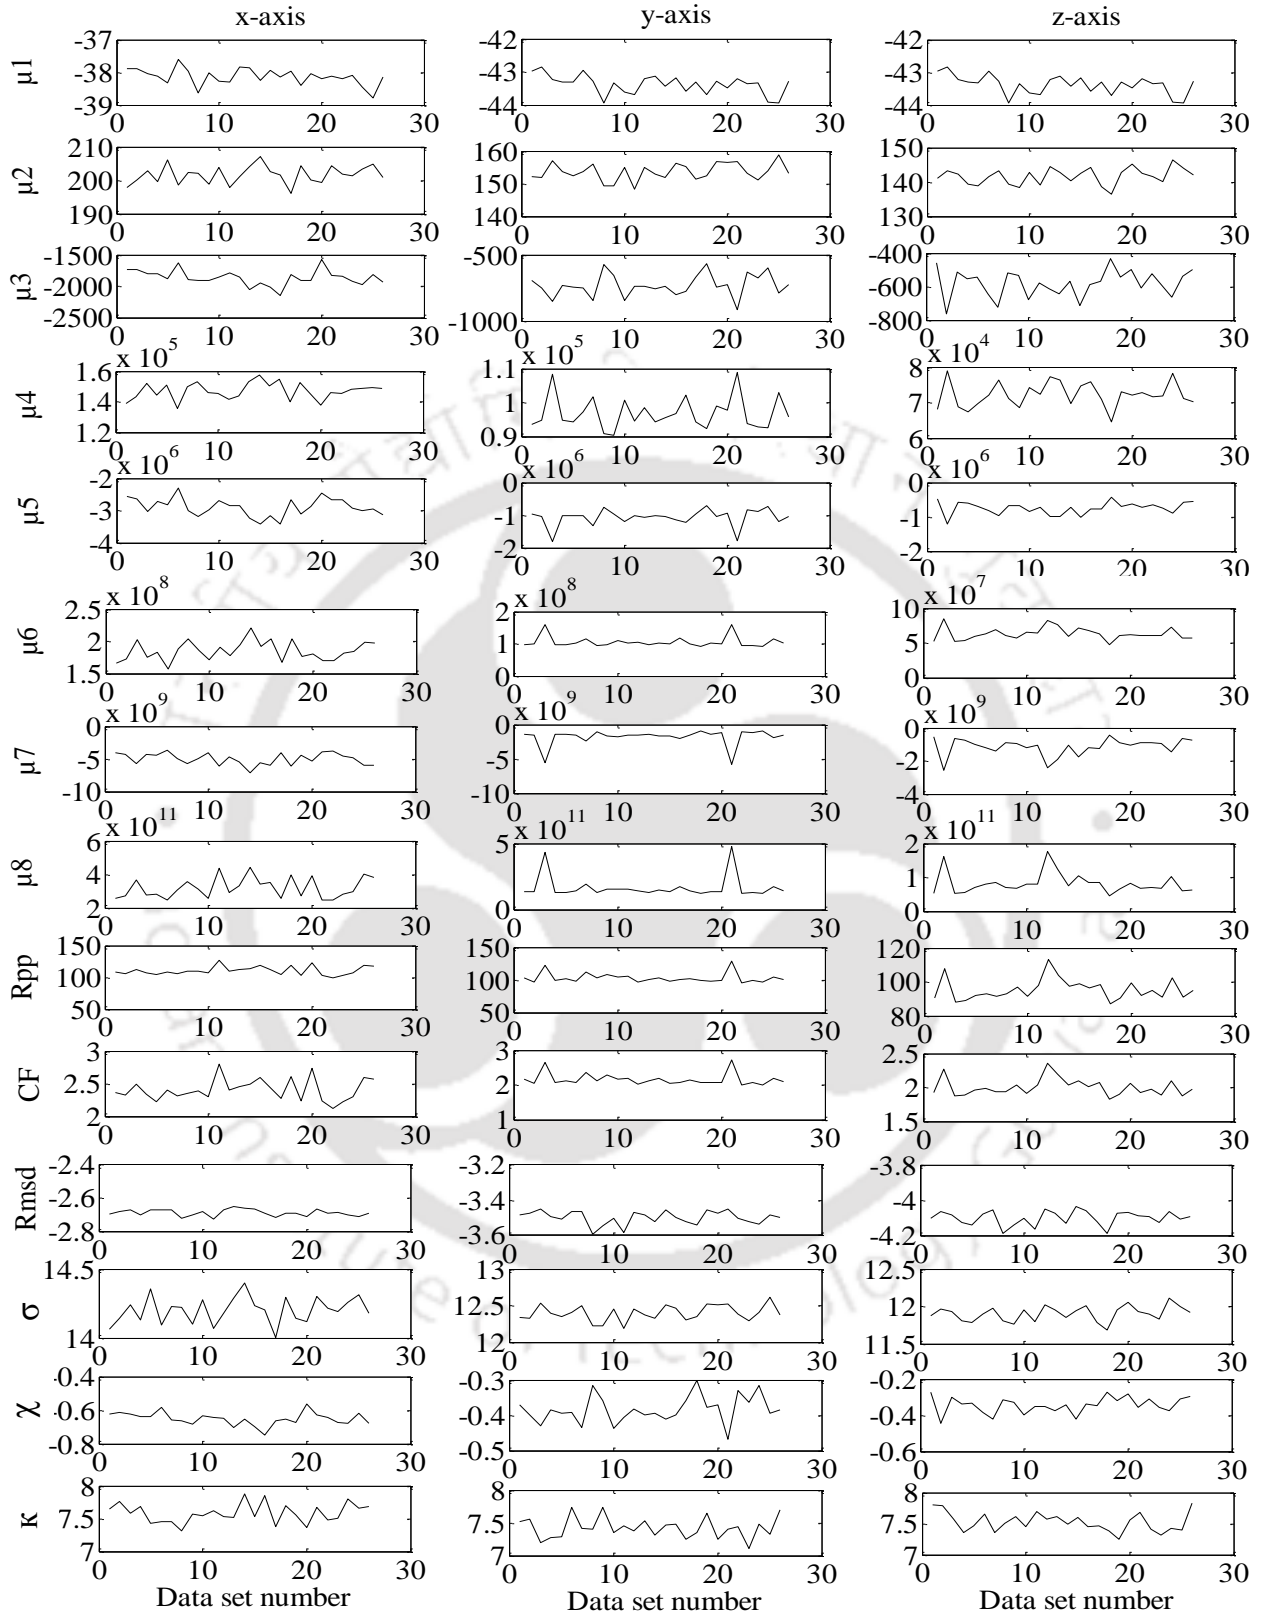 x-axis y-axis z-axis
μ1 -37 -38 -39 0 10 20 30 -42 -43 -44 0 10 20 30 -42 -43 -44 0 10 20 30
μ2 210 200 190 0 10 20 30 160 150 140 0 10 20 30 150 140 130 0 10 20 30
μ3 -1500 -2000 -2500 0 10 20 30 -500 -1000 0 10 20 30 -400 -600 -800 0 10 20 30
μ4 x 10^5 1.6 1.4 1.2 0 10 20 30 x 10^5 1.1 1 0.9 0 10 20 30 x 10^4 8 7 6 0 10 20 30
μ5 x 10^6 -2 -3 -4 0 10 20 30 x 10^6 0 -1 -2 0 10 20 30 x 10^6 0 -1 -2 0 10 20 30
μ6 x 10^8 2.5 2 1.5 0 10 20 30 x 10^8 2 1 0 0 10 20 30 x 10^7 10 5 0 0 10 20 30
μ7 x 10^9 0 -5 -10 0 10 20 30 x 10^9 0 -5 -10 0 10 20 30 x 10^9 0 -2 -4 0 10 20 30
μ8 x 10^11 6 4 2 0 10 20 30 x 10^11 5 0 0 10 20 30 x 10^11 2 1 0 0 10 20 30
Rpp 150 100 50 0 10 20 30 150 100 50 0 10 20 30 120 100 80 0 10 20 30
CF 3 2.5 2 0 10 20 30 3 2 1 0 10 20 30 2.5 2 1.5 0 10 20 30
Rmsd -2.4 -2.6 -2.8 0 10 20 30 -3.2 -3.4 -3.6 0 10 20 30 -3.8 -4 -4.2 0 10 20 30
σ 14.5 14 0 10 20 30 13 12.5 12 0 10 20 30 12.5 12 11.5 0 10 20 30
χ -0.4 -0.6 -0.8 0 10 20 30 -0.3 -0.4 -0.5 0 10 20 30 -0.2 -0.4 -0.6 0 10 20 30
κ 8 7.5 7 0 10 20 30 8 7.5 7 0 10 20 30 8 7.5 7 0 10 20 30
Data set number Data set number Data set number